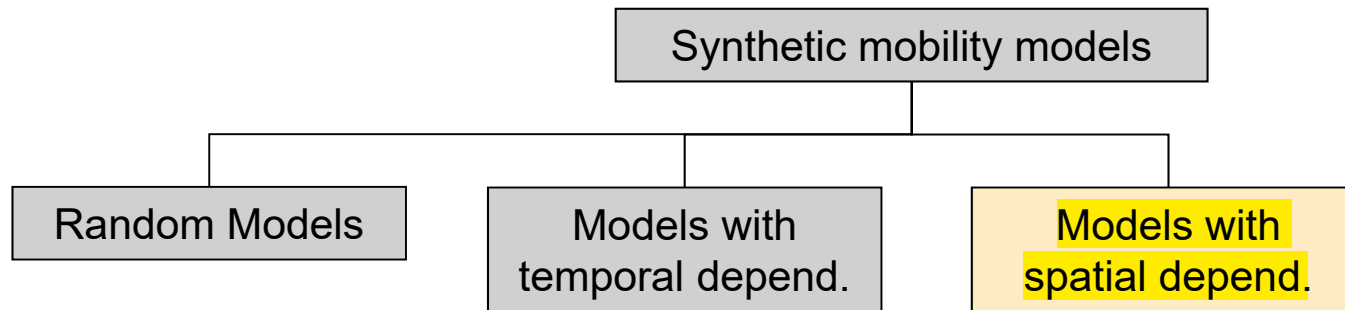 Synthetic mobility models
Random Models
Models with
temporal depend.
Models with
spatial depend.